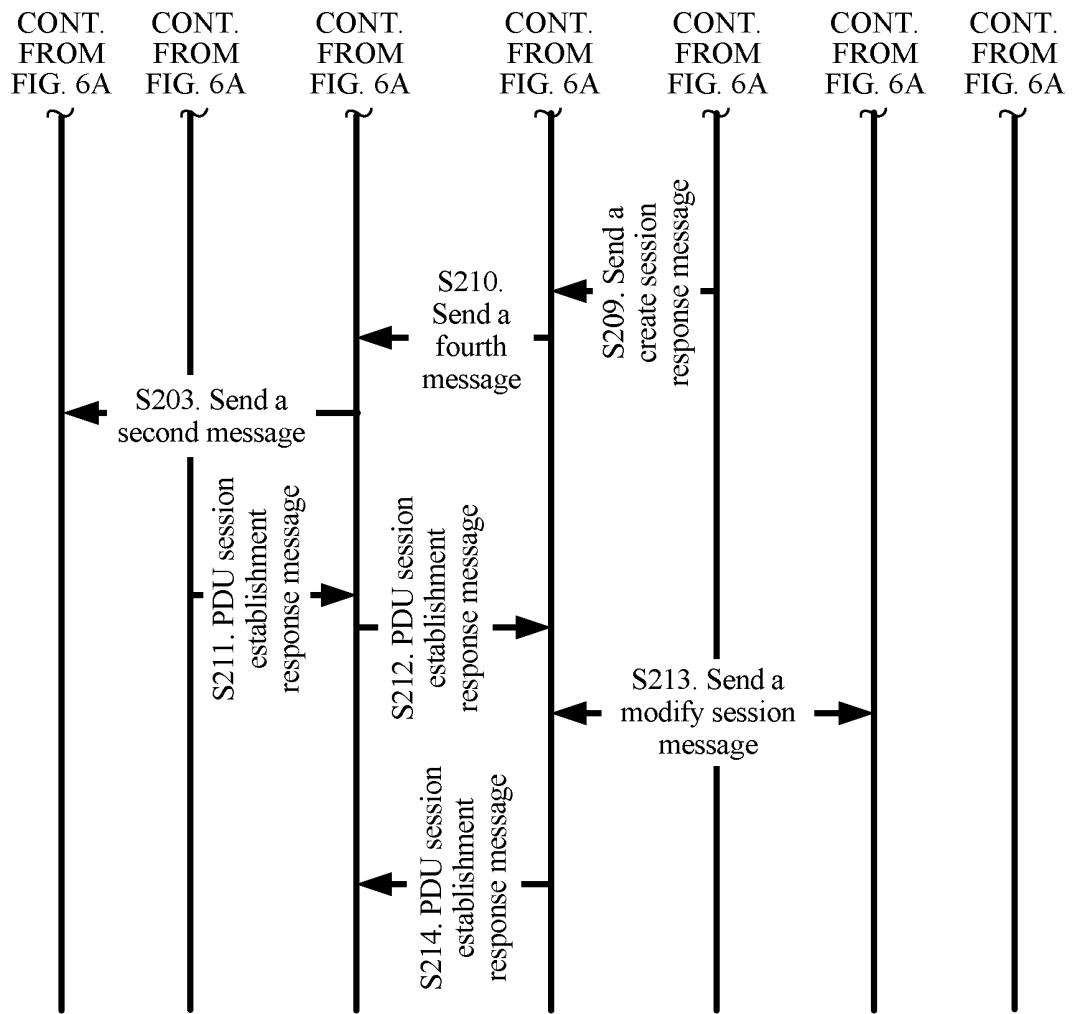 CONT.
FROM
FIG. 6A
CONT.
FROM
FIG. 6A
CONT.
FROM
FIG. 6A
CONT.
FROM
FIG. 6A
CONT.
FROM
FIG. 6A
CONT.
FROM
FIG. 6A
CONT.
FROM
FIG. 6A
S209. Send a
create session
response message
S210.
Send a
fourth
message
S203. Send a
second message
S211. PDU session
establishment
response message
S212. PDU session
establishment
response message
S213. Send a
modify session
message
S214. PDU session
establishment
response message